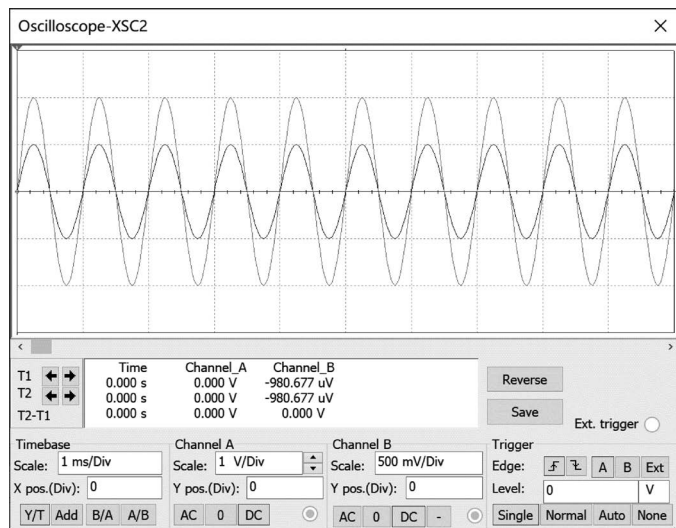 Oscilloscope-XSC2
T1
T2
T2-T1
Time Channel_A Channel_B
0.000 s 0.000 V -980.677 uV
0.000 s 0.000 V -980.677 uV
0.000 s 0.000 V 0.000 V
Reverse
Save
Ext. trigger
Timebase
Scale: 1 ms/Div
X pos.(Div): 0
Y/T Add B/A A/B
Channel A
Scale: 1 V/Div
Y pos.(Div): 0
AC 0 DC
Channel B
Scale: 500 mV/Div
Y pos.(Div): 0
AC 0 DC -
Trigger
Edge: A B Ext
Level: 0 V
Single Normal Auto None